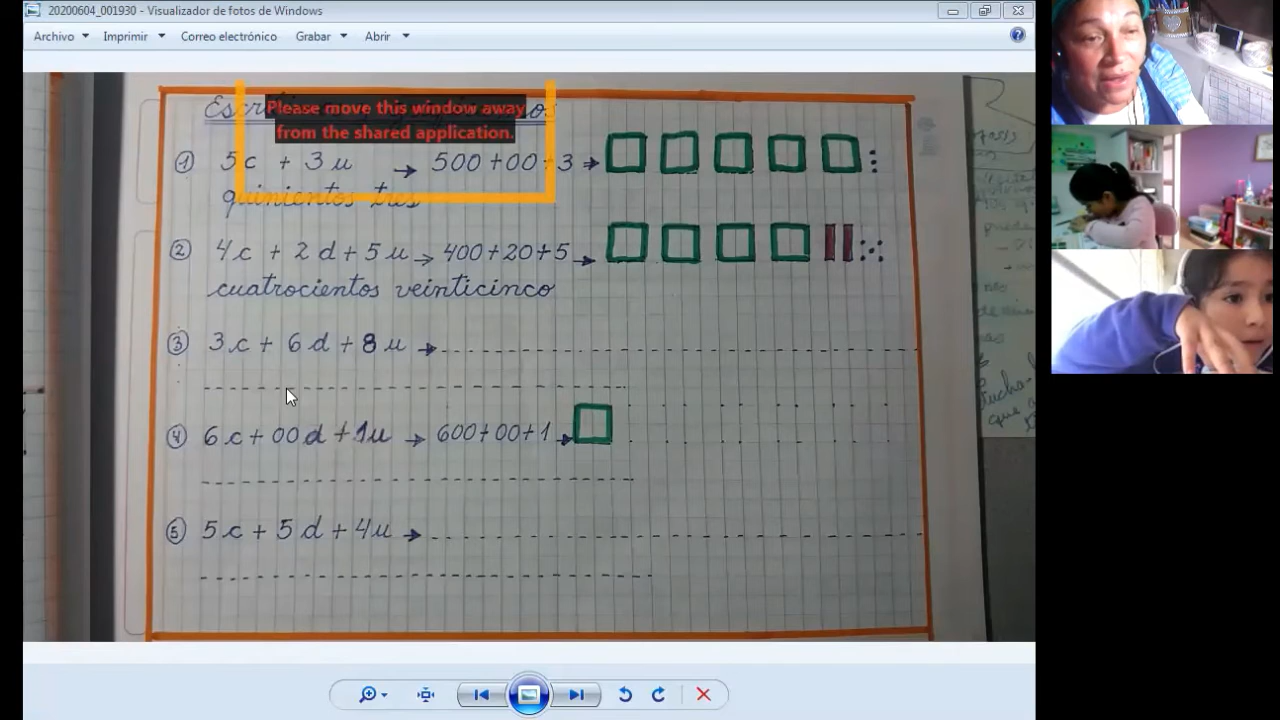 20200604_001930 - Visualizador de fotos de Windows
Archivo Imprimir Correo electrónico Grabar Abrir
Please move this window away
from the shared application.
① 5c + 3u → 500 +00 +3 →
quinientos tres
② 4c + 2d + 5u → 400+20+5 →
cuatrocientos veinticinco
③ 3c + 6d + 8u →
④ 6c + 00d + 1u → 600+00+1 →
⑤ 5c + 5d + 4u →